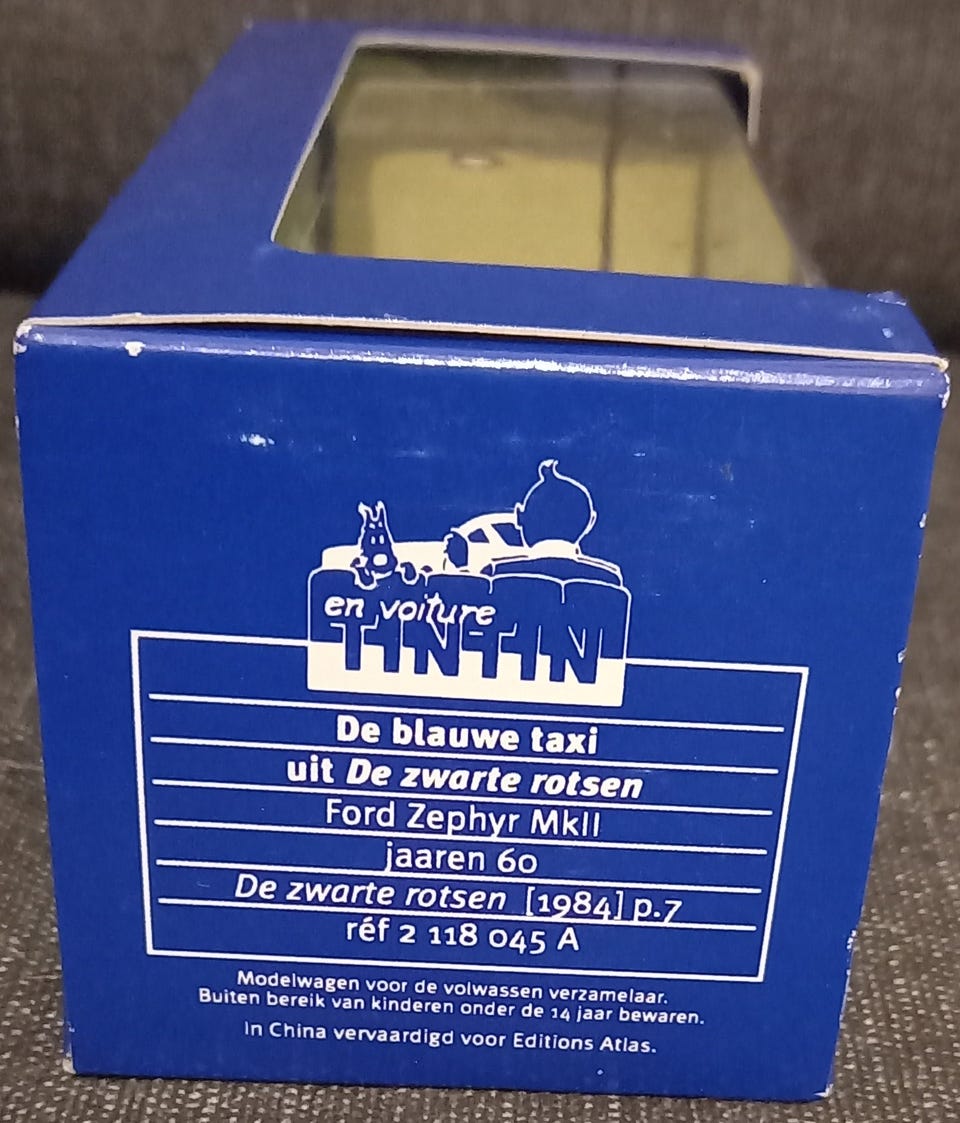 en voiture
TINTIN
De blauwe taxi
uit De zwarte rotsen
Ford Zephyr MkII
jaaren 60
De zwarte rotsen [1984] p.7
réf 2 118 045 A
Modelwagen voor de volwassen verzamelaar.
Buiten bereik van kinderen onder de 14 jaar bewaren.
In China vervaardigd voor Editions Atlas.